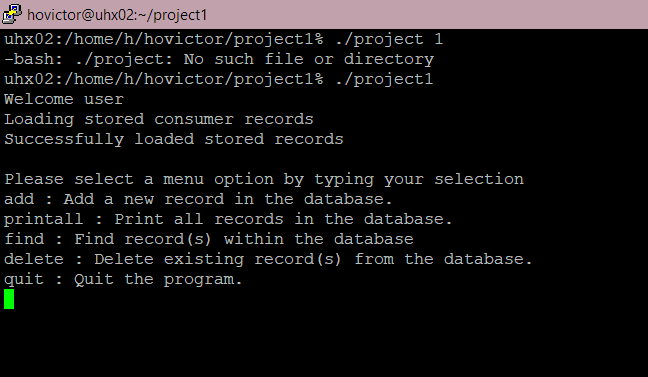 hovictor@uhx02:~/project1
uhx02:/home/h/hovictor/project1% ./project 1
-bash: ./project: No such file or directory
uhx02:/home/h/hovictor/project1% ./project1
Welcome user
Loading stored consumer records
Successfully loaded stored records
Please select a menu option by typing your selection
add : Add a new record in the database.
printall : Print all records in the database.
find : Find record(s) within the database
delete : Delete existing record(s) from the database.
quit : Quit the program.